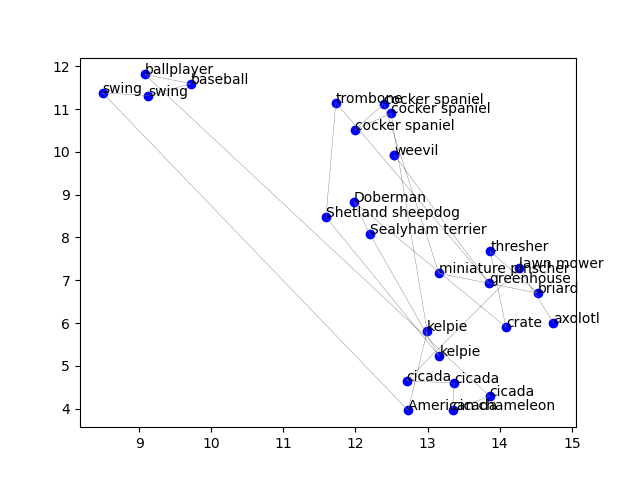 12
11
10
9
8
7
6
5
4
ballplayer
baseball
swing
swing
trombone
cocker spaniel
cocker spaniel
cocker spaniel
weevil
Doberman
Shetland sheepdog
Sealyham terrier
thresher
lawn mower
miniature pinscher
greenhouse
briard
axolotl
crate
kelpie
kelpie
cicada
cicada
cicada
American chameleon
cicada
9 10 11 12 13 14 15